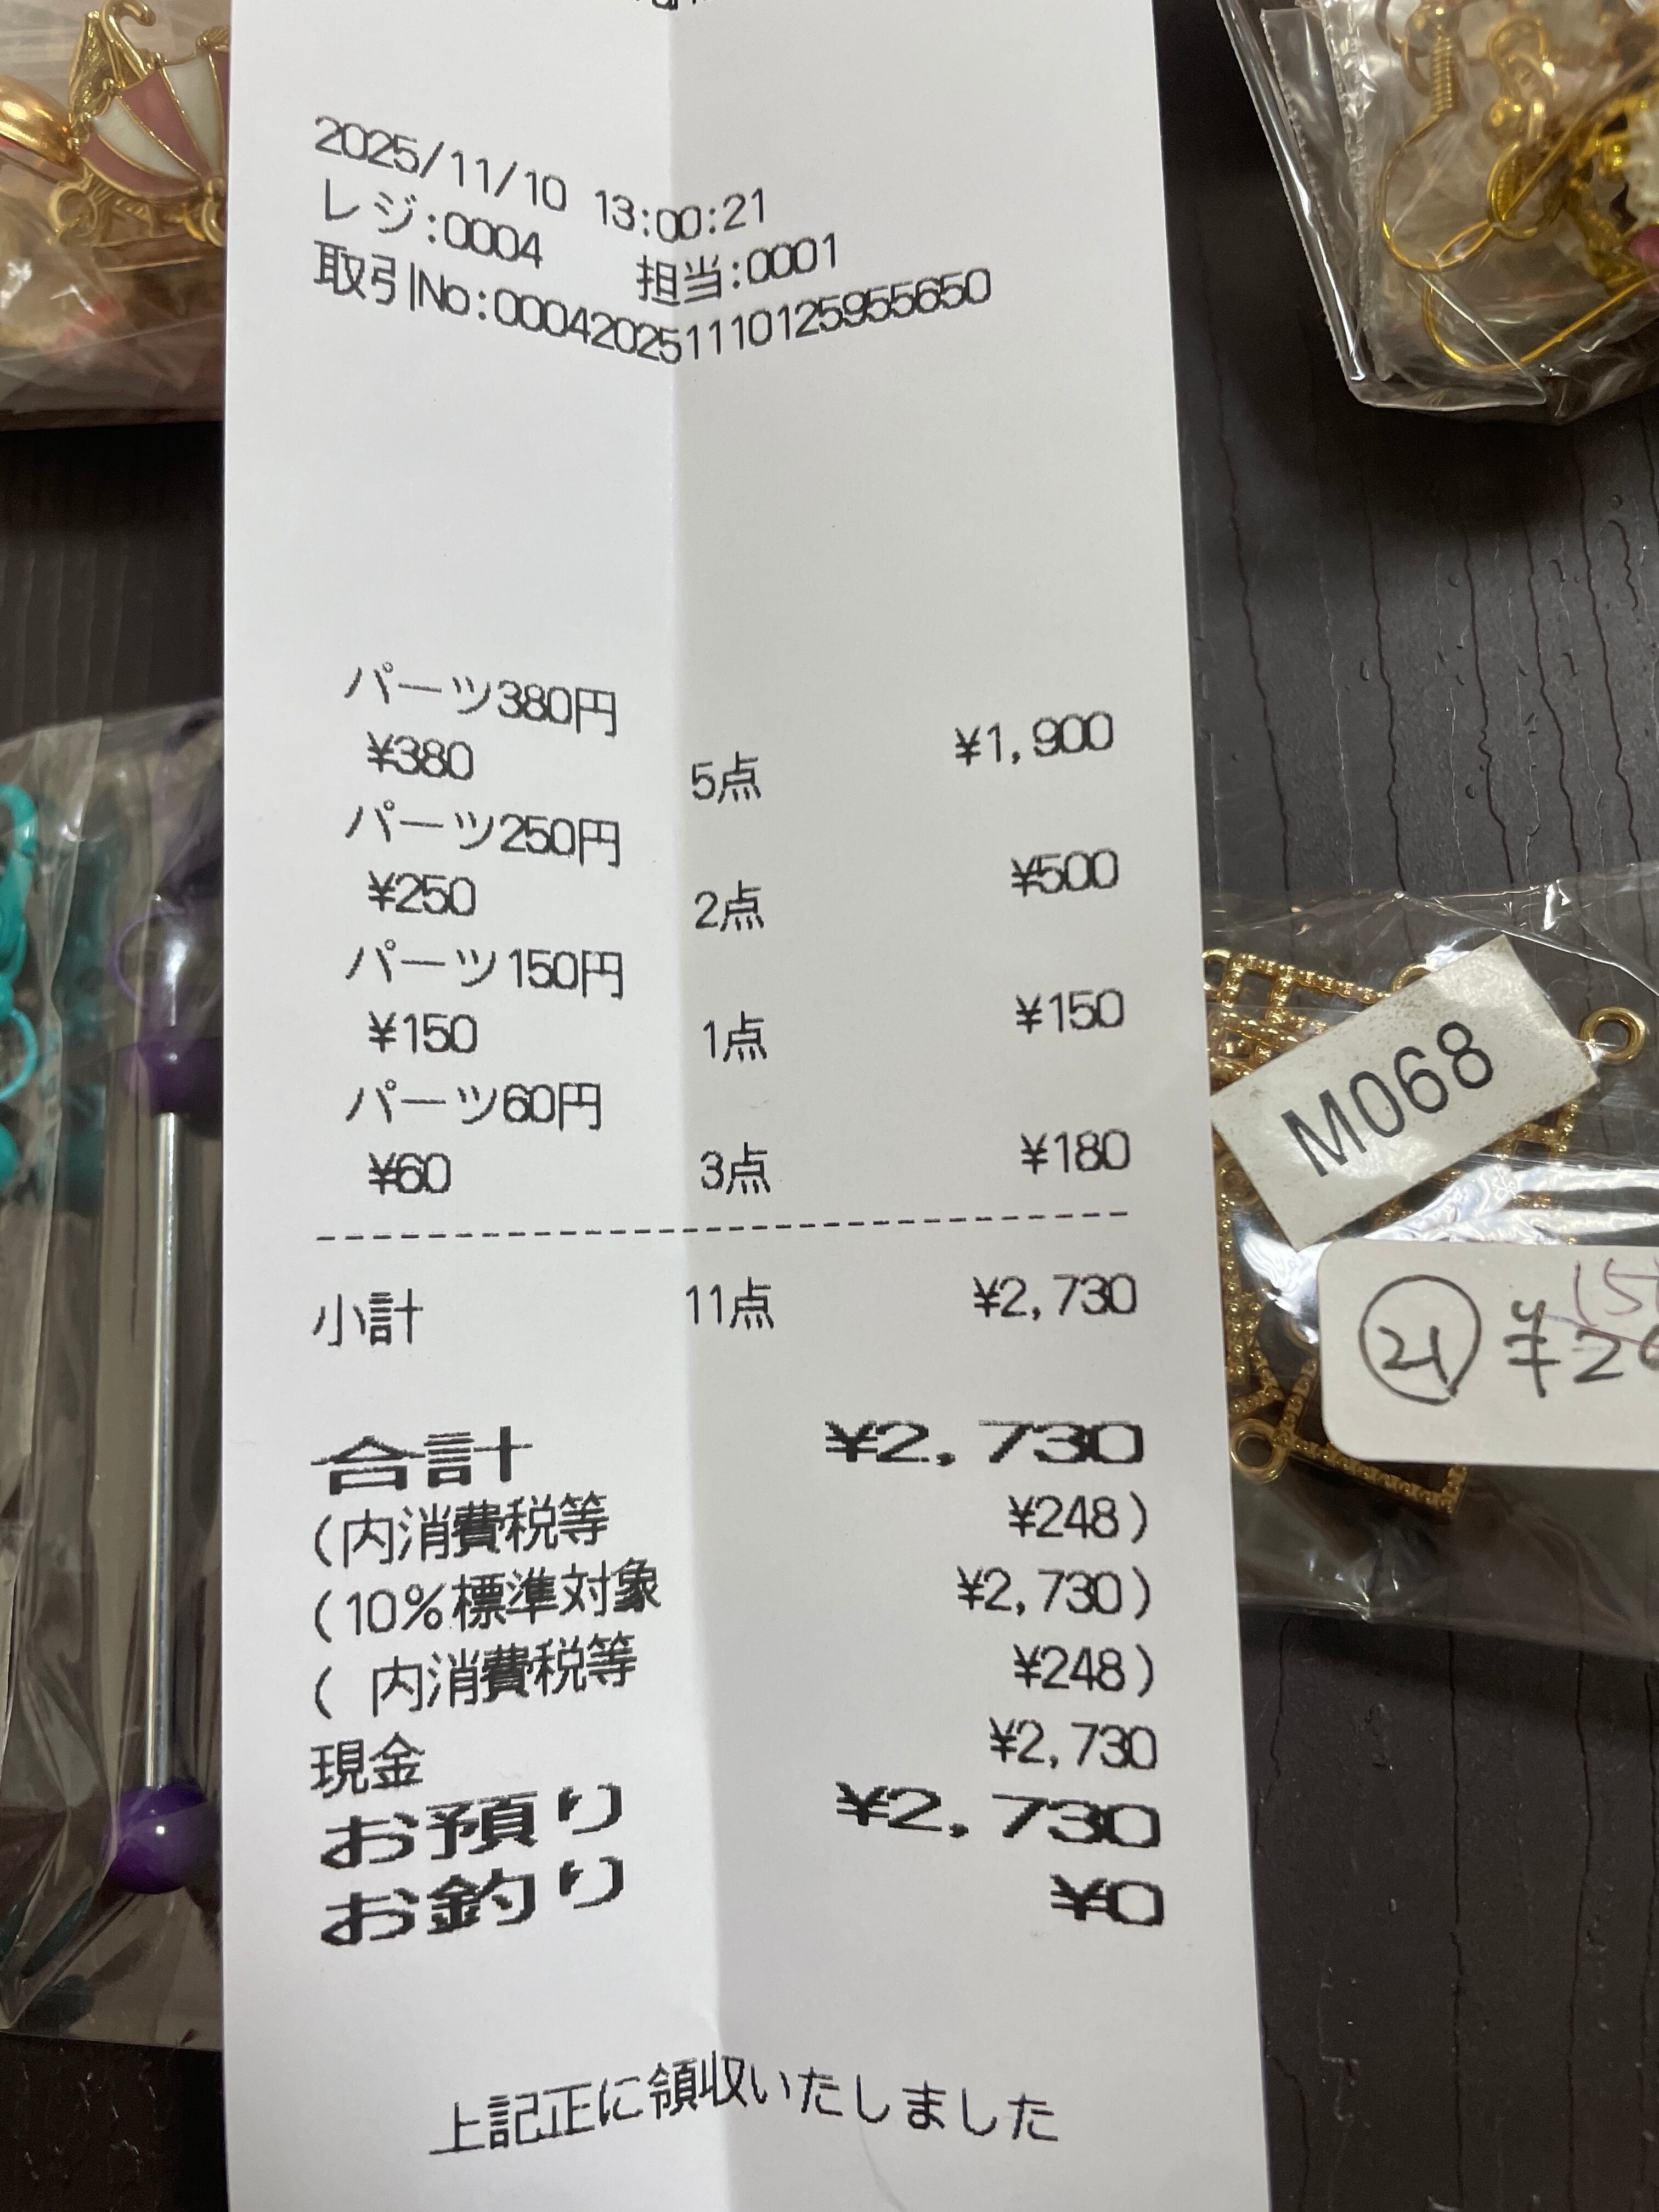 2025/11/10 13:00:21
レジ:0004 担当:0001
取引No:00042025111012595 5650
パーツ380円
¥380 5点 ¥1,900
パーツ250円
¥250 2点 ¥500
パーツ150円
¥150 1点 ¥150
パーツ60円
¥60 3点 ¥180
小計 11点 ¥2,730
合計 ¥2,730
(内消費税等 ¥248)
(10%標準対象 ¥2,730)
( 内消費税等 ¥248)
現金 ¥2,730
お預り ¥2,730
お釣り ¥0
上記正に領収いたしました
M068
21